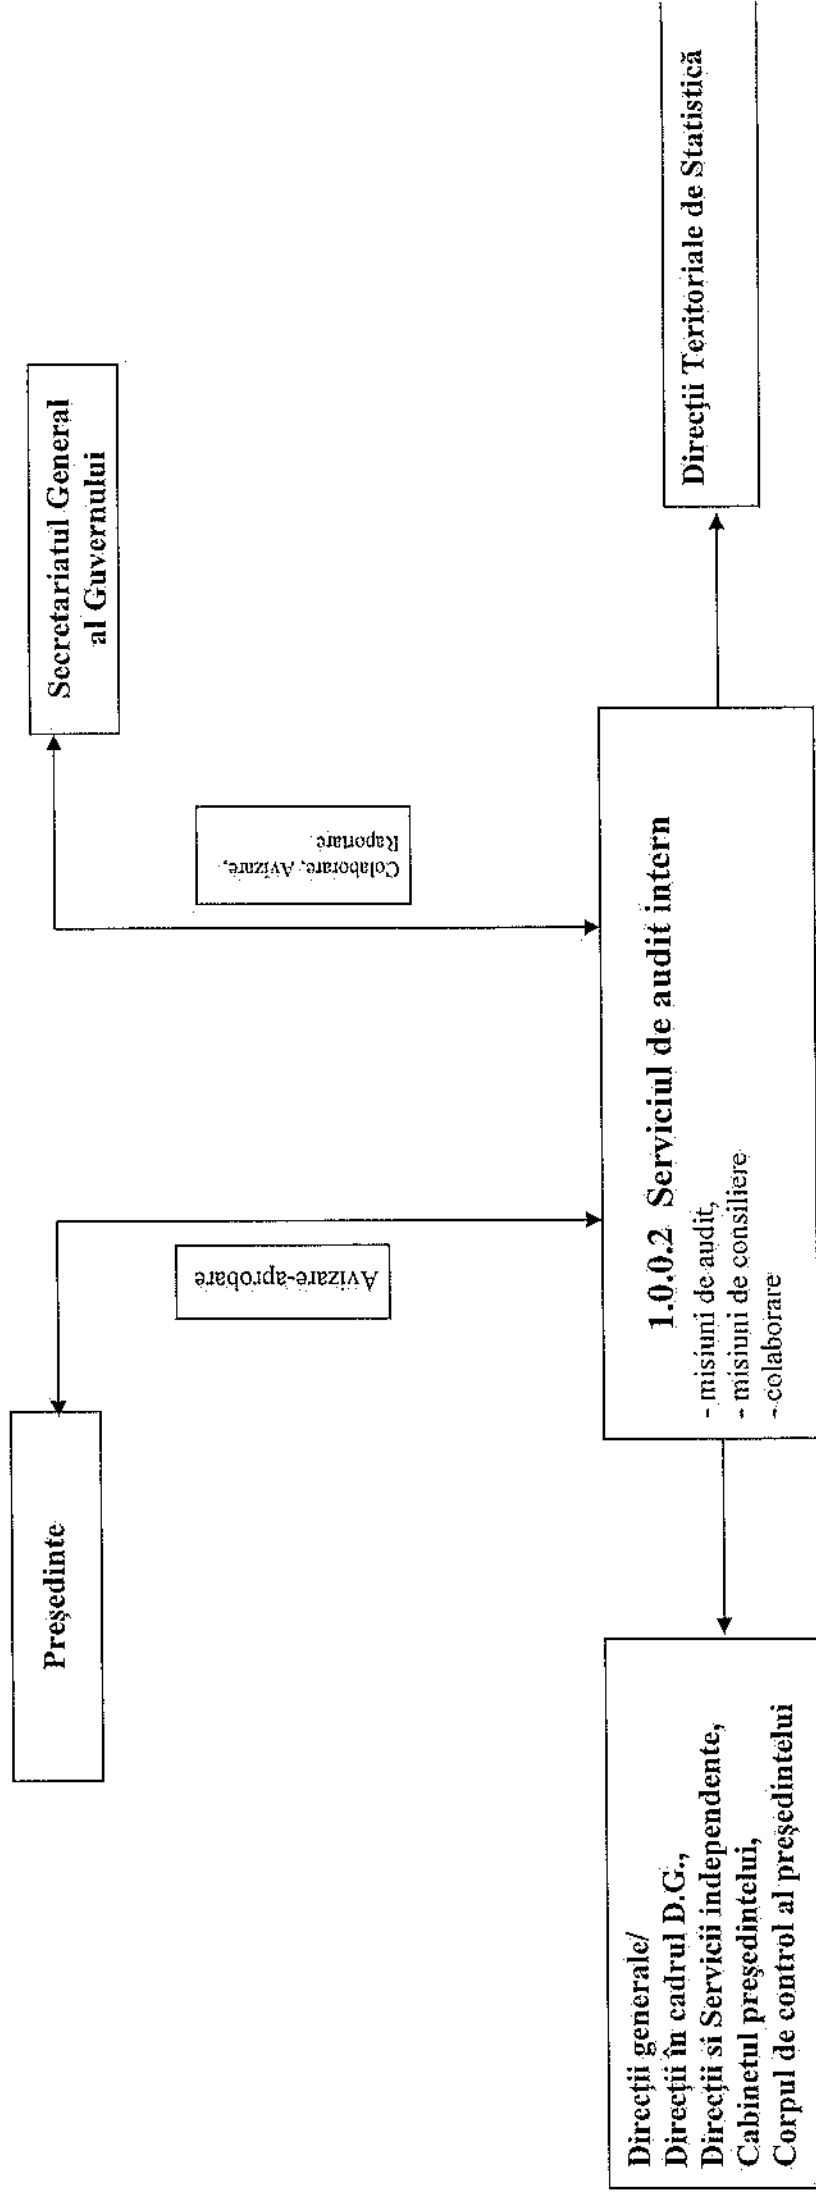 Președinte
Secretariatul General
al Guvernului
Avizare-aprobare
Colaborare, Avizare,
Raportare
Direcții generale/
Direcții în cadrul D.G.,
Direcții si Servicii independente,
Cabinetul președintelui,
Corpul de control al președintelui
1.0.0.2 Serviciul de audit intern
- misiuni de audit,
- misiuni de consiliere
- colaborare
Direcții Teritoriale de Statistică